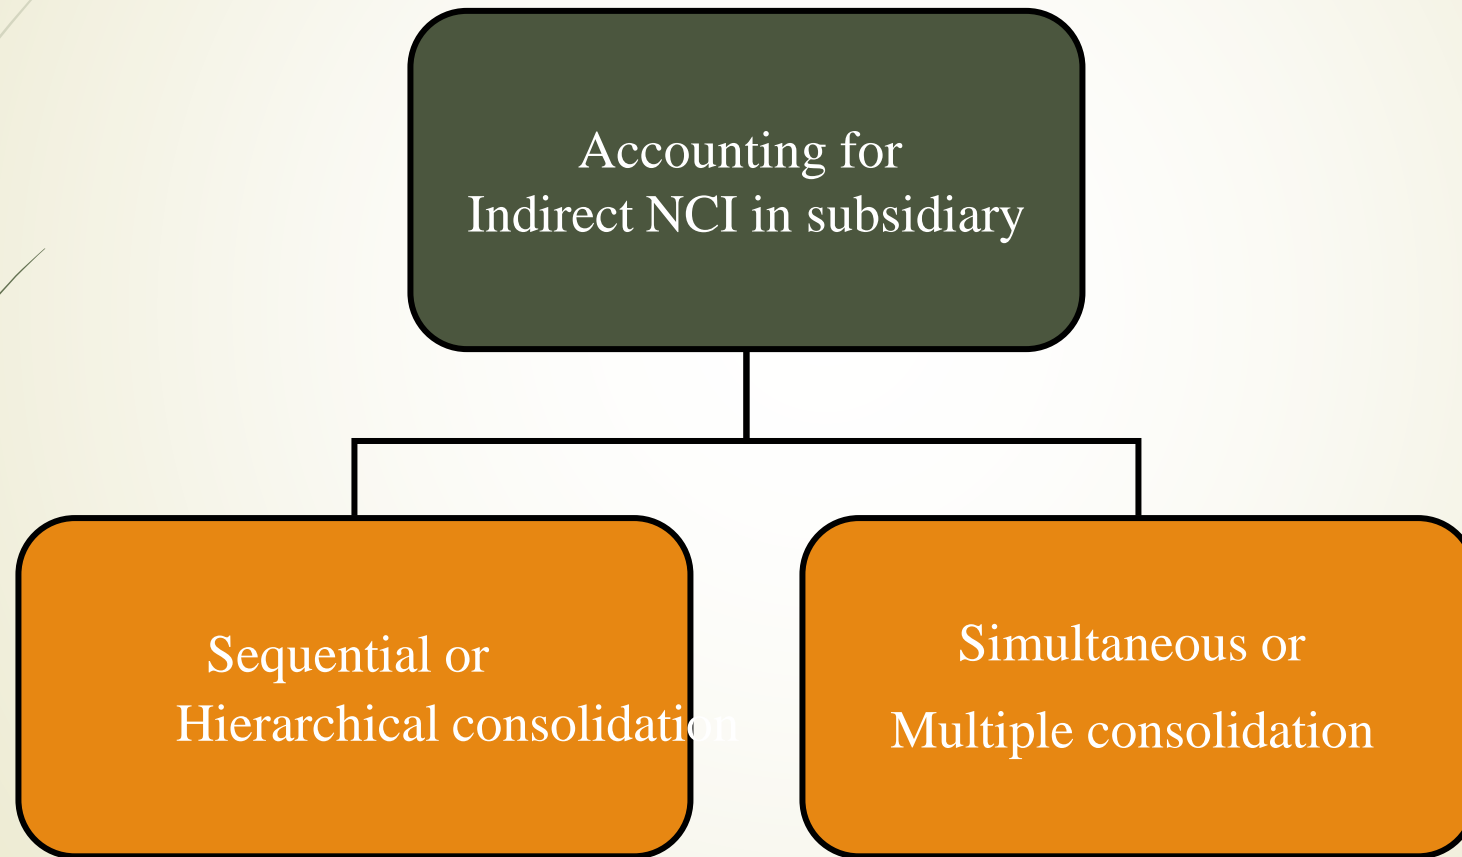 Accounting for
Indirect NCI in subsidiary
Sequential or
Hierarchical consolidation
Simultaneous or
Multiple consolidation